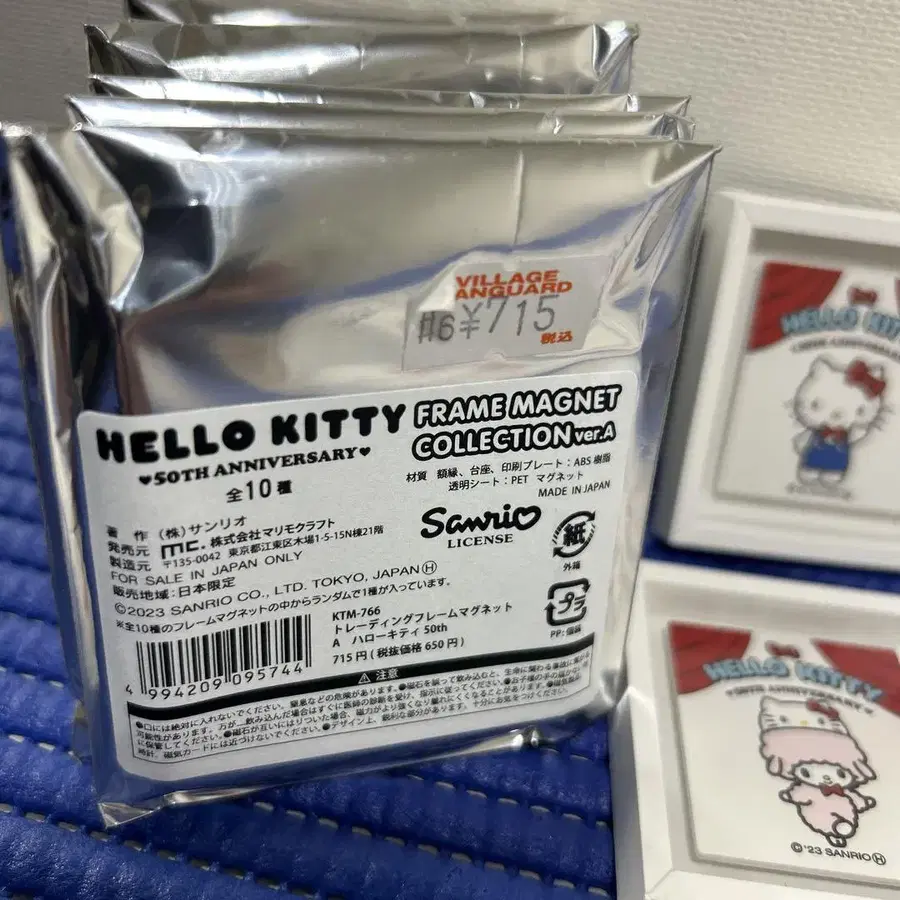 VILLAGE
ANGUARD
#6 ¥715
税込
HELLO KITTY
♥50TH ANNIVERSARY♥
全10種
FRAME MAGNET
COLLECTION ver.A
材質 額縁、台座、印刷プレート:ABS樹脂
透明シート:PET マグネット
MADE IN JAPAN
著 作 (株)サンリオ
発売元
製造元
mc. 株式会社マリモクラフト
〒135-0042 東京都江東区木場1-5-15N棟21階
FOR SALE IN JAPAN ONLY
販売地域:日本限定
©2023 SANRIO CO., LTD. TOKYO, JAPAN Ⓗ
※全10種のフレームマグネットの中からランダムで1種が入っています。
Sanrio
LICENSE
紙
外箱
プラ
PP:個装
4 994209 095744
KTM-766
トレーディングフレームマグネット
A ハローキティ 50th
715円(税抜価格 650円)
⚠ 注意
HELLO KITTY
HELLO KITTY
♥50TH ANNIVERSARY♥
©'23 SANRIO Ⓗ